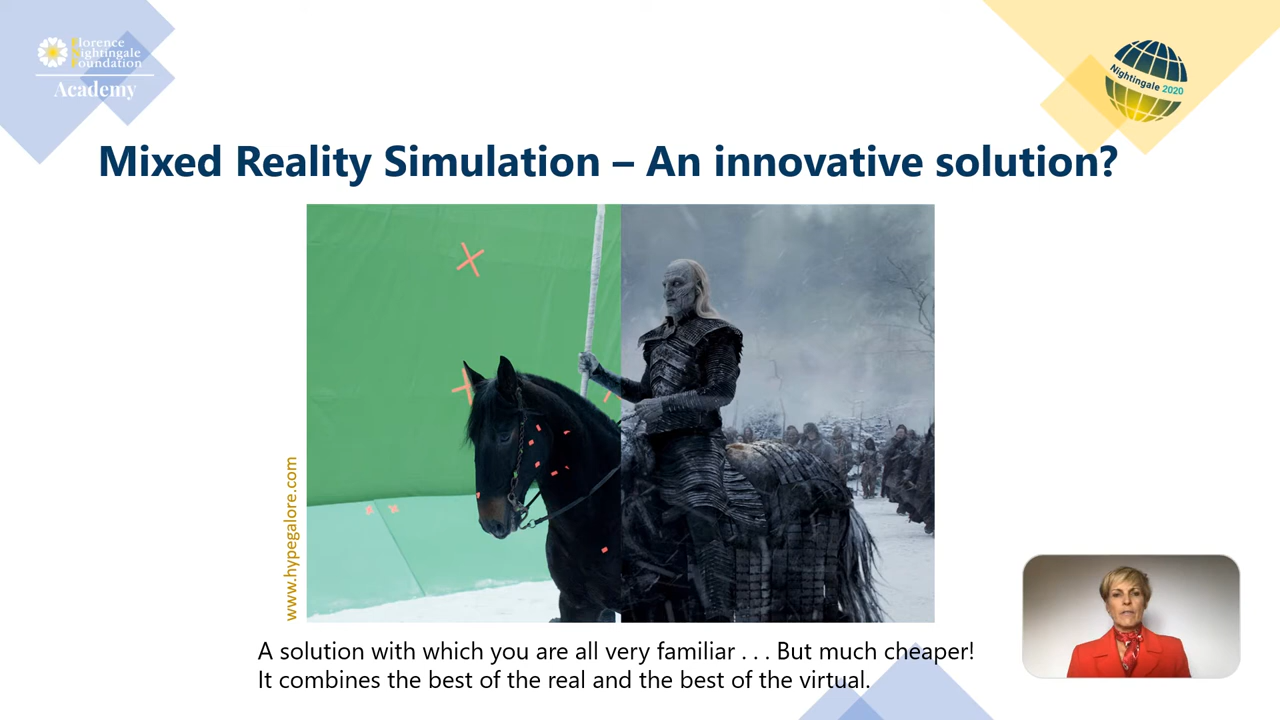 Florence
Nightingale
Foundation
Academy
Nightingale 2020
Mixed Reality Simulation – An innovative solution?
www.hypegalore.com
A solution with which you are all very familiar . . . But much cheaper!
It combines the best of the real and the best of the virtual.